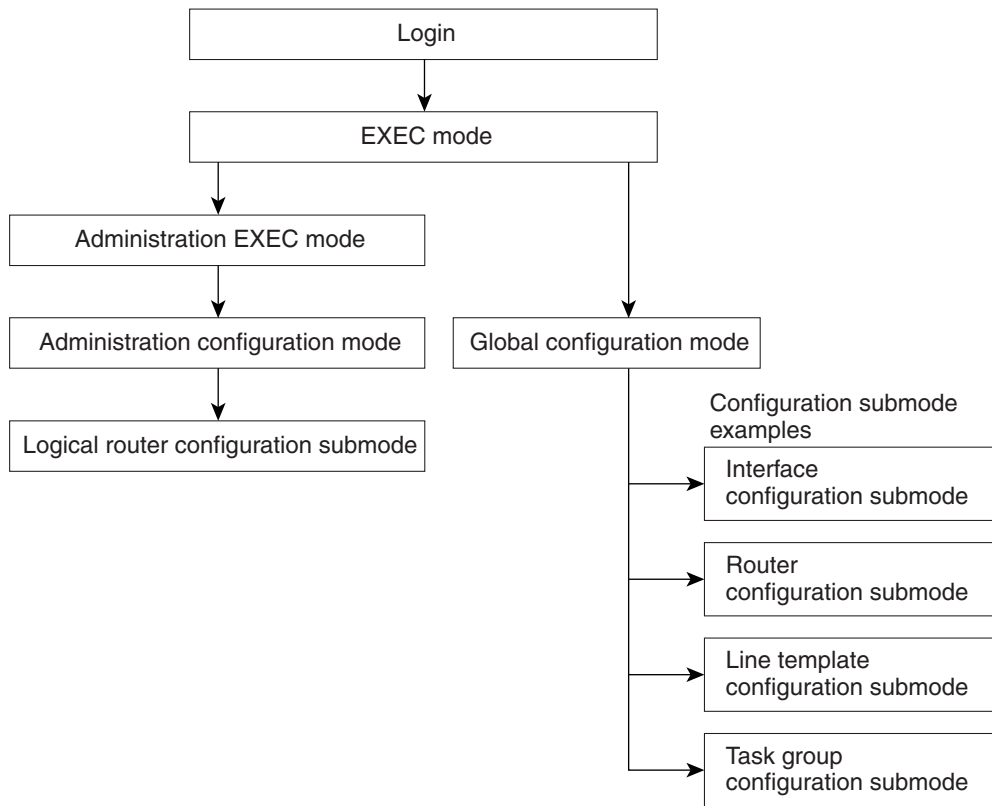 Login
EXEC mode
Administration EXEC mode
Administration configuration mode
Global configuration mode
Logical router configuration submode
Configuration submode
examples
Interface
configuration submode
Router
configuration submode
Line template
configuration submode
Task group
configuration submode